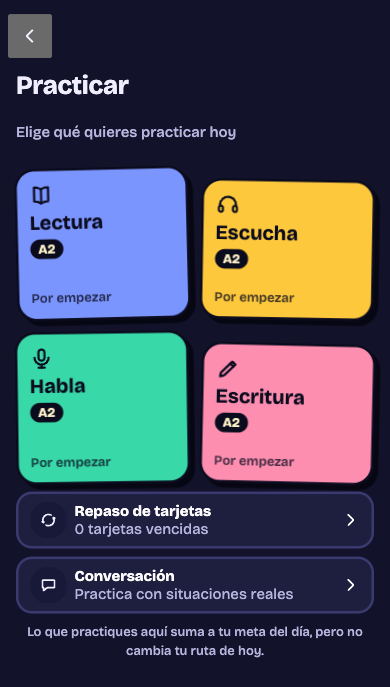 Practicar
Elige qué quieres practicar hoy
Lectura
A2
Por empezar
Escucha
A2
Por empezar
Habla
A2
Por empezar
Escritura
A2
Por empezar
Repaso de tarjetas
0 tarjetas vencidas
Conversación
Practica con situaciones reales
Lo que practiques aquí suma a tu meta del día, pero no
cambia tu ruta de hoy.